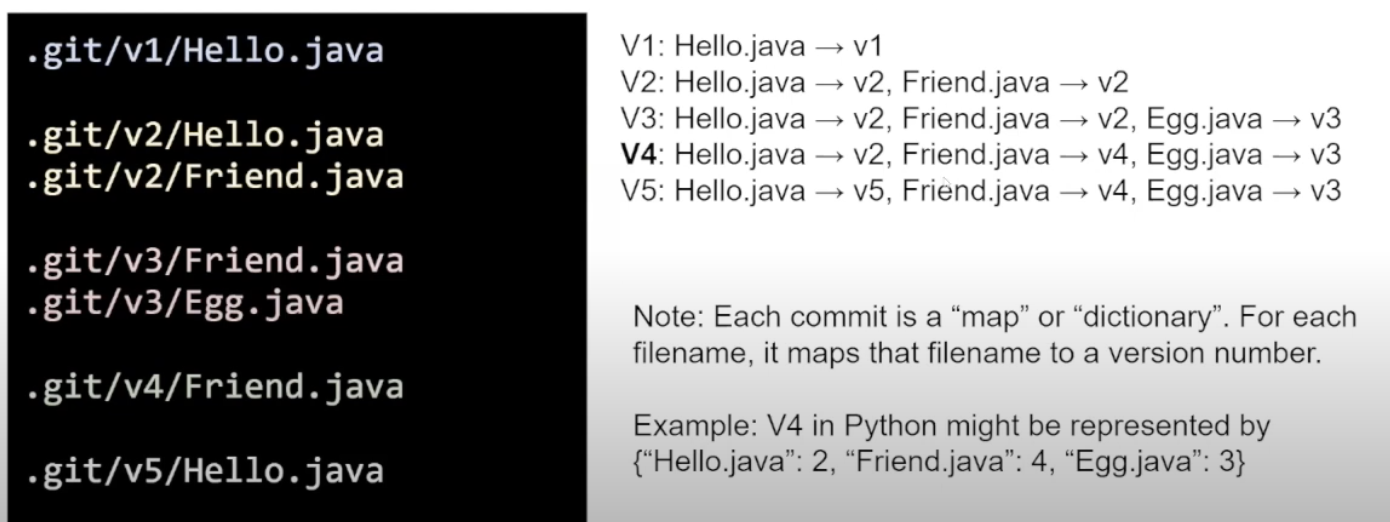 .git/v1/Hello.java
.git/v2/Hello.java
.git/v2/Friend.java
.git/v3/Friend.java
.git/v3/Egg.java
.git/v4/Friend.java
.git/v5/Hello.java
V1: Hello.java → v1
V2: Hello.java → v2, Friend.java → v2
V3: Hello.java → v2, Friend.java → v2, Egg.java → v3
V4: Hello.java → v2, Friend.java → v4, Egg.java → v3
V5: Hello.java → v5, Friend.java → v4, Egg.java → v3
Note: Each commit is a “map” or “dictionary”. For each
filename, it maps that filename to a version number.
Example: V4 in Python might be represented by
{“Hello.java”: 2, “Friend.java”: 4, “Egg.java”: 3}